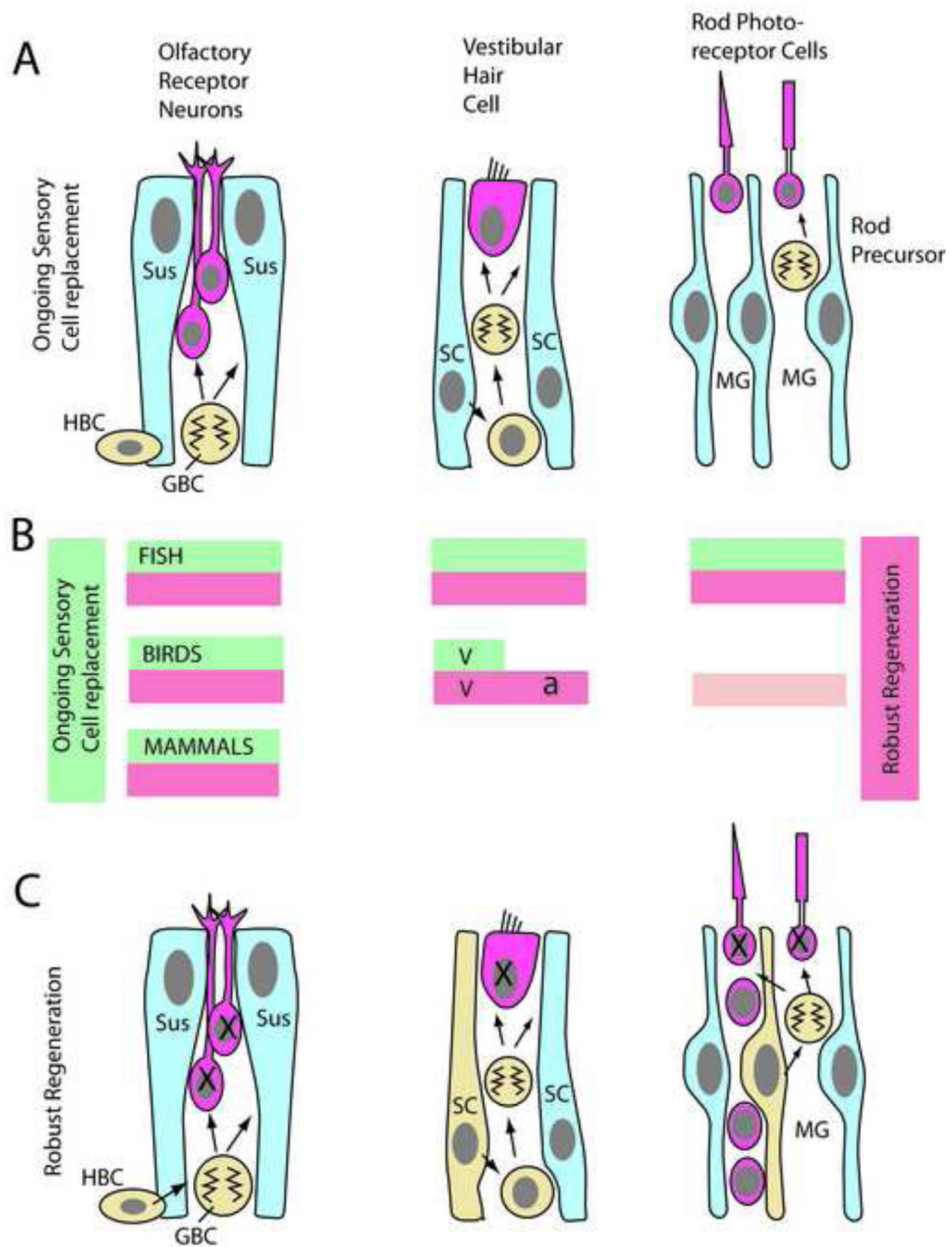 A
Olfactory
Receptor
Neurons
Vestibular
Hair
Cell
Rod Photo-
receptor Cells
Ongoing Sensory
Cell replacement
Sus
Sus
HBC
GBC
SC
SC
Rod
Precursor
MG
MG
B
Ongoing Sensory
Cell replacement
FISH
BIRDS
MAMMALS
V
V
a
Robust Regeneration
C
Robust Regeneration
Sus
Sus
X
X
HBC
GBC
X
SC
SC
X
X
MG